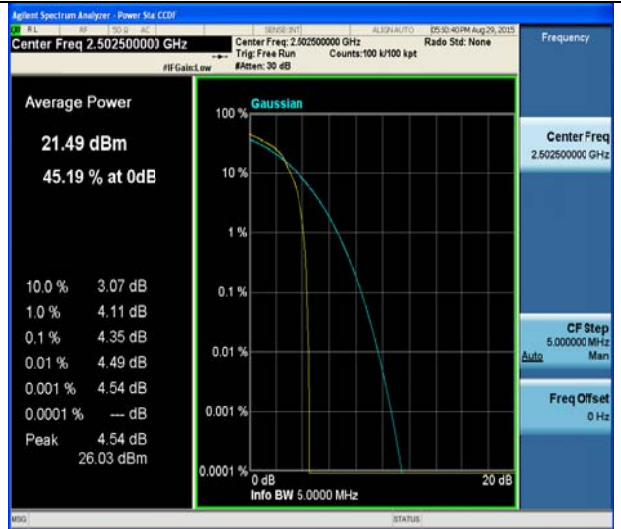 Agilent Spectrum Analyzer - Power Stat CCDF
RL RF 50 Ω AC SENSE:INT ALIGNAUTO 05:50:40 PM Aug 29, 2015
Center Freq 2.502500000 GHz
Center Freq: 2.502500000 GHz Radio Std: None
Trig: Free Run Counts:100 k/100 kpt
#IFGain:Low #Atten: 30 dB
Frequency
Average Power
21.49 dBm
45.19 % at 0dB
10.0 % 3.07 dB
1.0 % 4.11 dB
0.1 % 4.35 dB
0.01 % 4.49 dB
0.001 % 4.54 dB
0.0001 % --- dB
Peak 4.54 dB
26.03 dBm
Gaussian
100 %
10 %
1 %
0.1 %
0.01 %
0.001 %
0.0001 %
0 dB 20 dB
Info BW 5.0000 MHz
Center Freq
2.502500000 GHz
CF Step
5.000000 MHz
Auto Man
Freq Offset
0 Hz
MSG STATUS